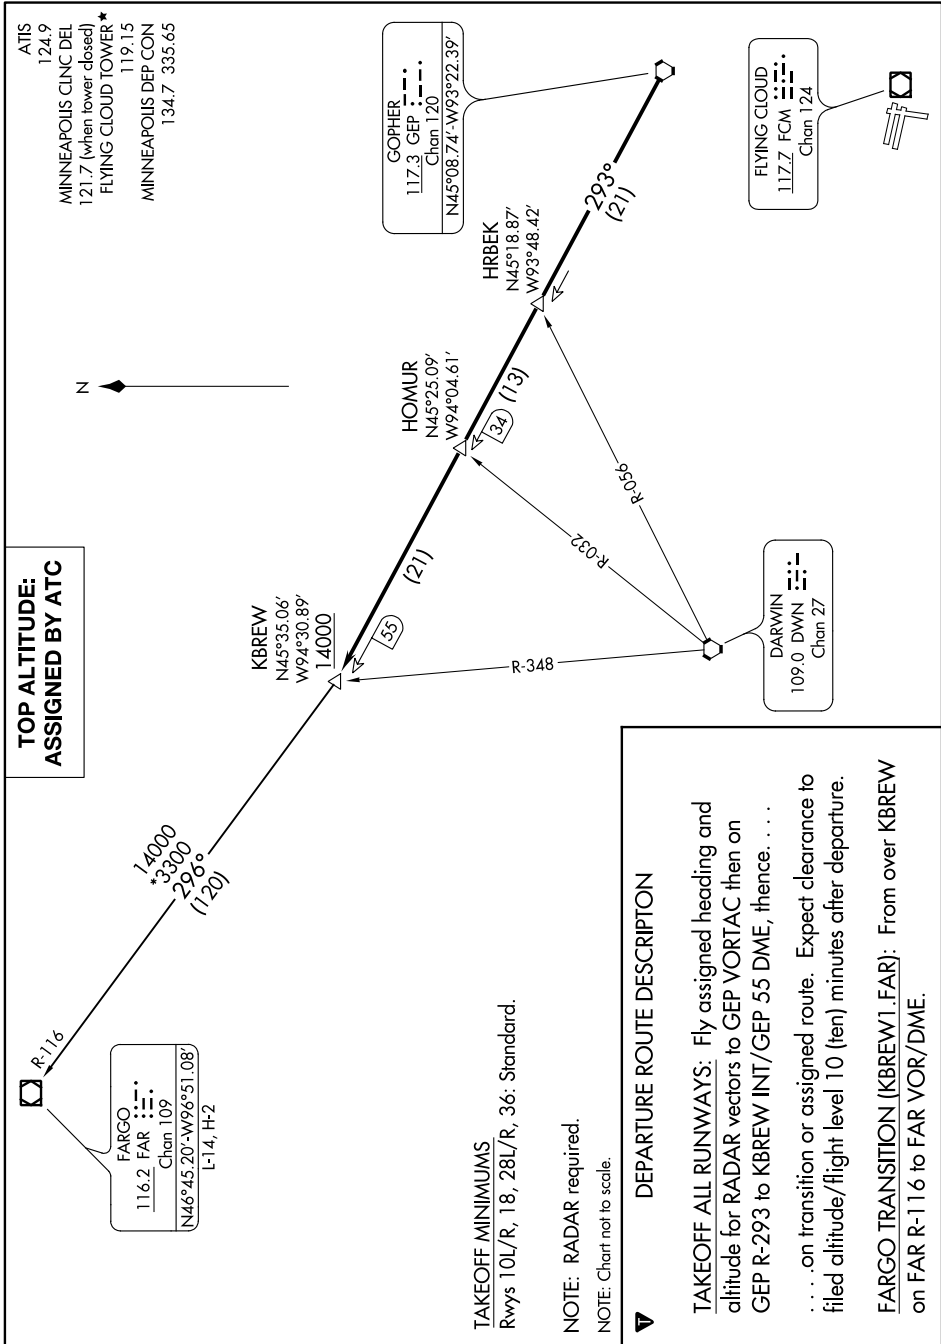 TOP ALTITUDE:
ASSIGNED BY ATC
ATIS
124.9
MINNEAPOLIS CLNC DEL
121.7 (when tower closed)
FLYING CLOUD TOWER★
119.15
MINNEAPOLIS DEP CON
134.7 335.65
N
FARGO
116.2 FAR
Chan 109
N46°45.20'-W96°51.08'
L-14, H-2
R-116
14000
*3300
296°
(120)
KBREW
N45°35.06'
W94°30.89'
14000
55
(21)
HOMUR
N45°25.09'
W94°04.61'
34
(13)
HRBEK
N45°18.87'
W93°48.42'
293°
(21)
GOPHER
117.3 GEP
Chan 120
N45°08.74'-W93°22.39'
R-348
R-032
R-056
DARWIN
109.0 DWN
Chan 27
FLYING CLOUD
117.7 FCM
Chan 124
TAKEOFF MINIMUMS
Rwys 10L/R, 18, 28L/R, 36: Standard.
NOTE: RADAR required.
NOTE: Chart not to scale.
T
DEPARTURE ROUTE DESCRIPTON
TAKEOFF ALL RUNWAYS: Fly assigned heading and
altitude for RADAR vectors to GEP VORTAC then on
GEP R-293 to KBREW INT/GEP 55 DME, thence. . . .
. . . .on transition or assigned route. Expect clearance to
filed altitude/flight level 10 (ten) minutes after departure.
FARGO TRANSITION (KBREW1.FAR): From over KBREW
on FAR R-116 to FAR VOR/DME.